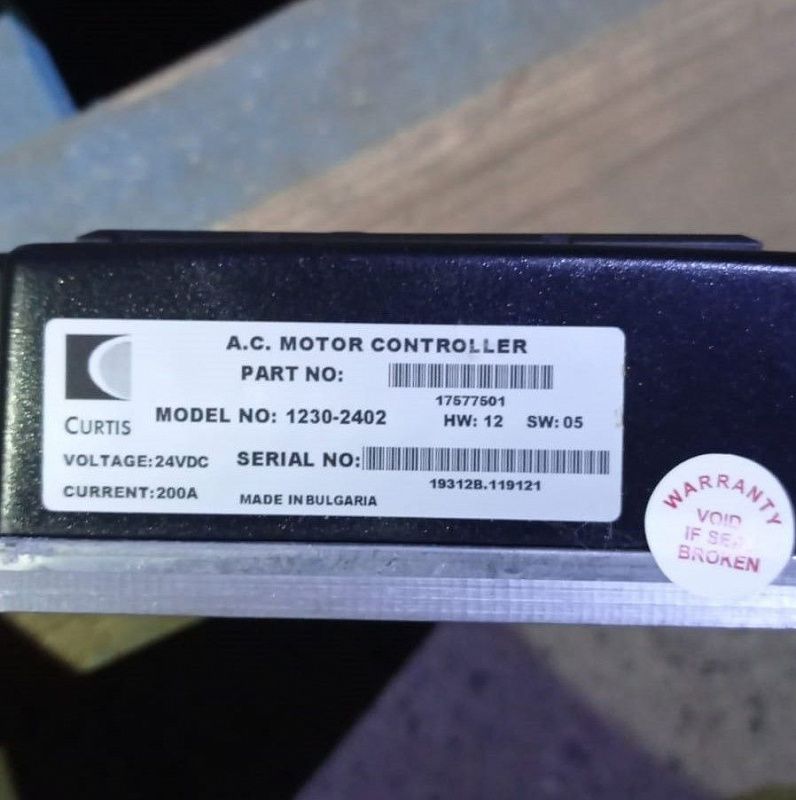 A.C. MOTOR CONTROLLER
PART NO:
17577501
CURTIS
MODEL NO: 1230-2402
HW: 12 SW: 05
VOLTAGE:24VDC
SERIAL NO:
19312B.119121
CURRENT:200A
MADE IN BULGARIA
WARRANTY
VOID
IF
BROKEN